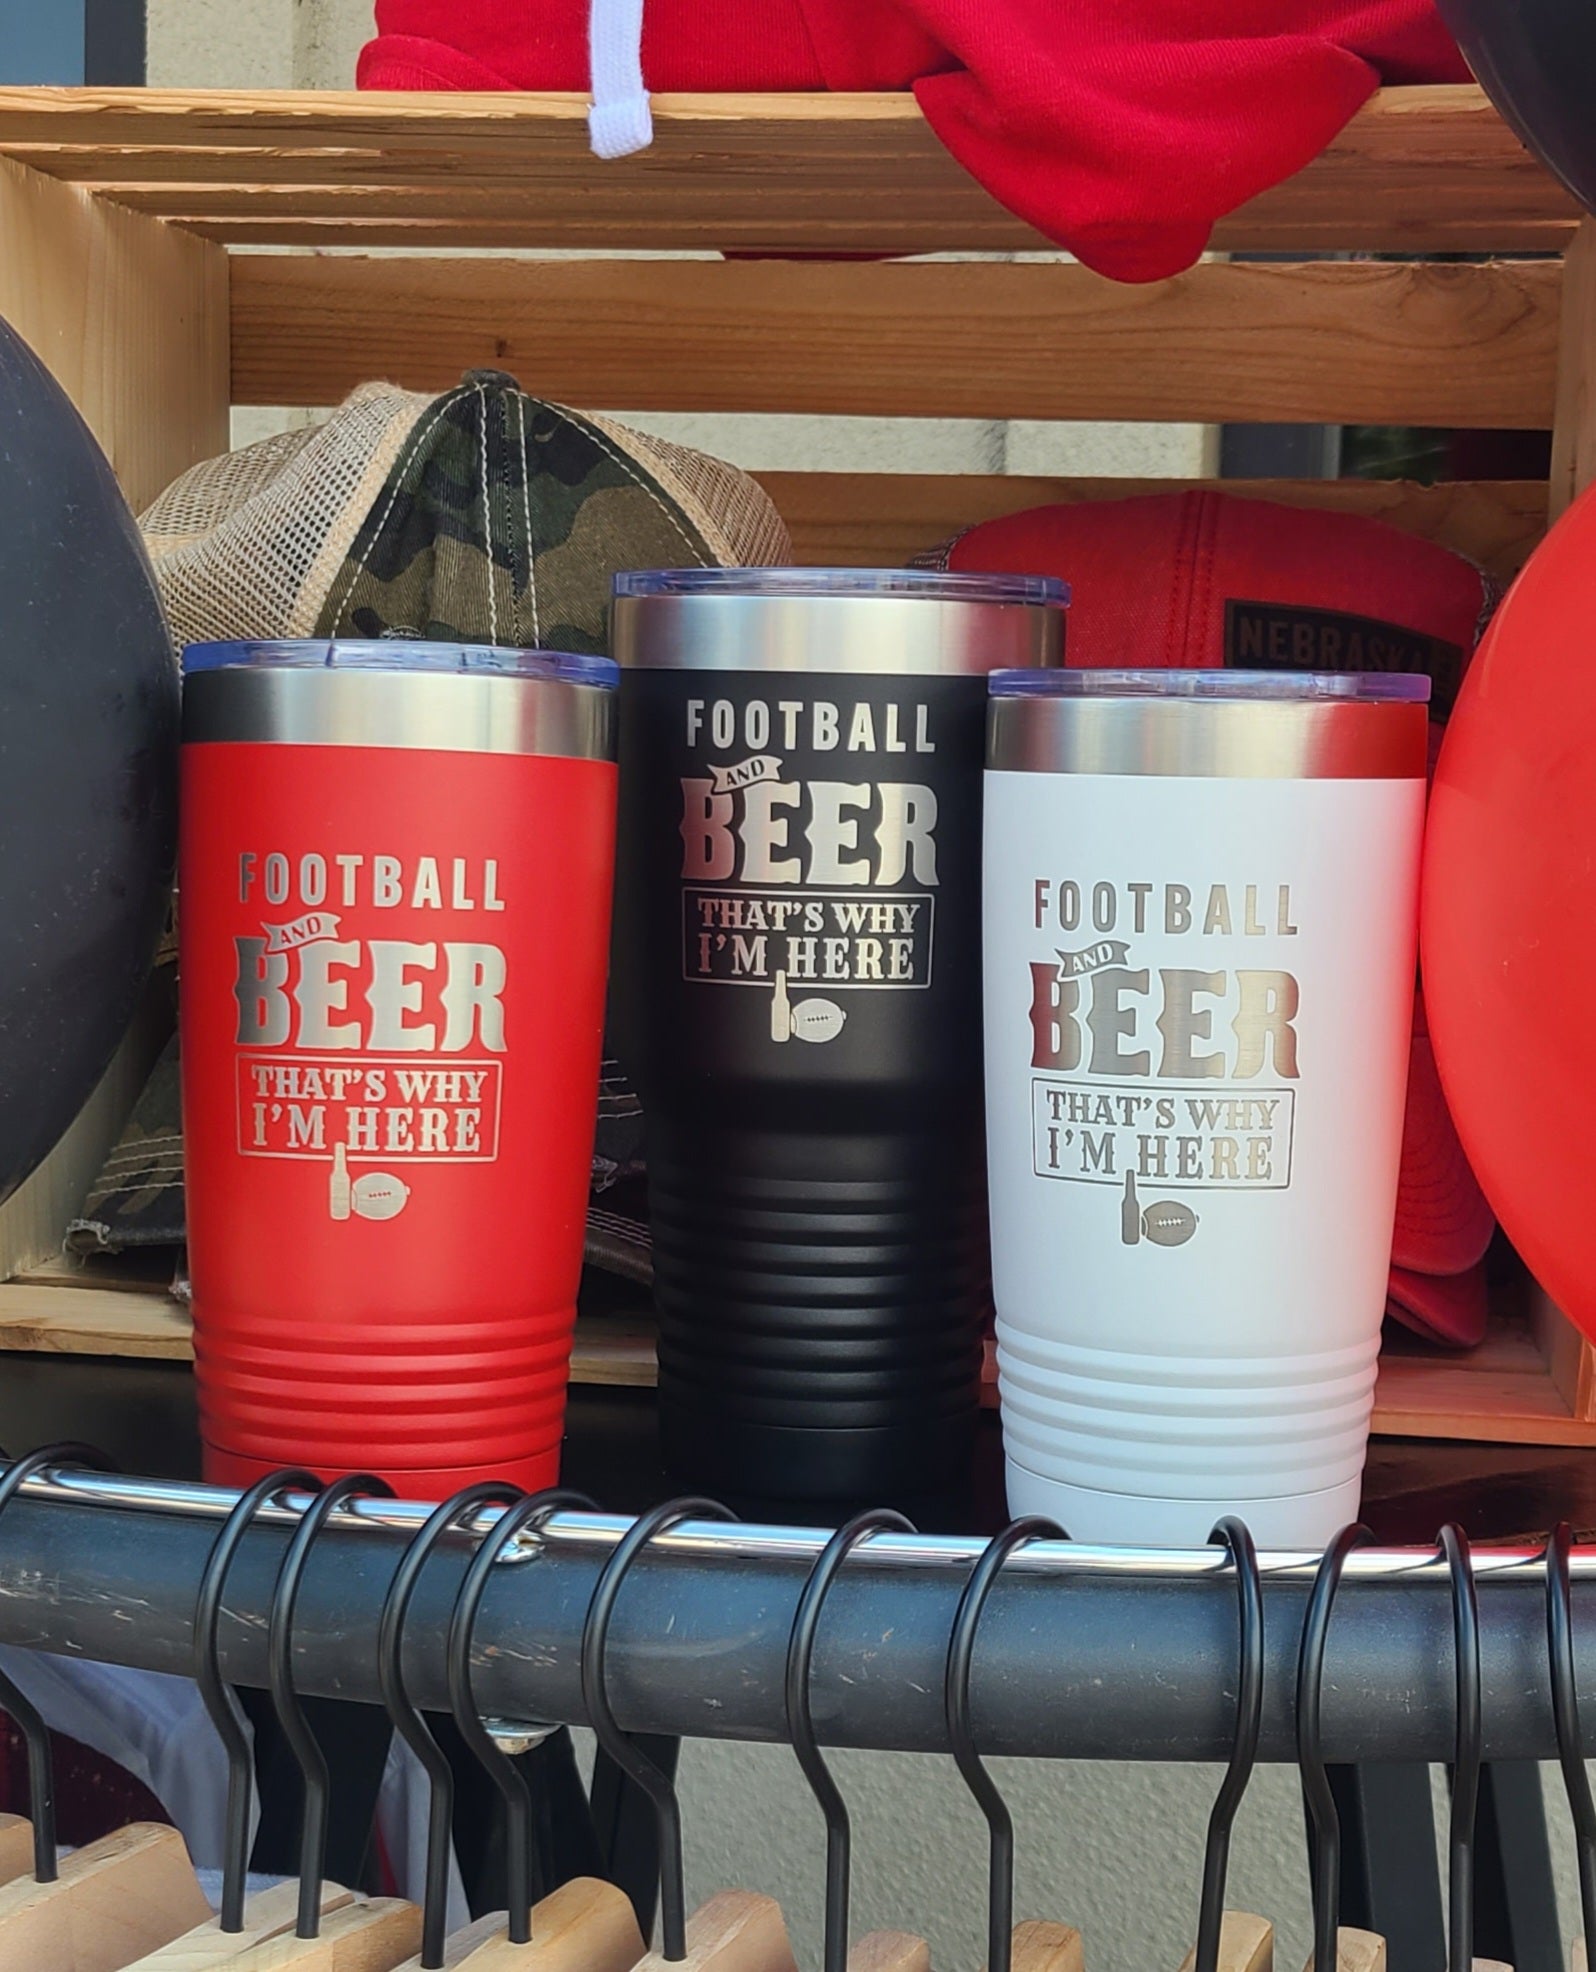 FOOTBALL
AND
BEER
THAT'S WHY
I'M HERE
FOOTBALL
AND
BEER
THAT'S WHY
I'M HERE
FOOTBALL
AND
BEER
THAT'S WHY
I'M HERE
NEBRASKA